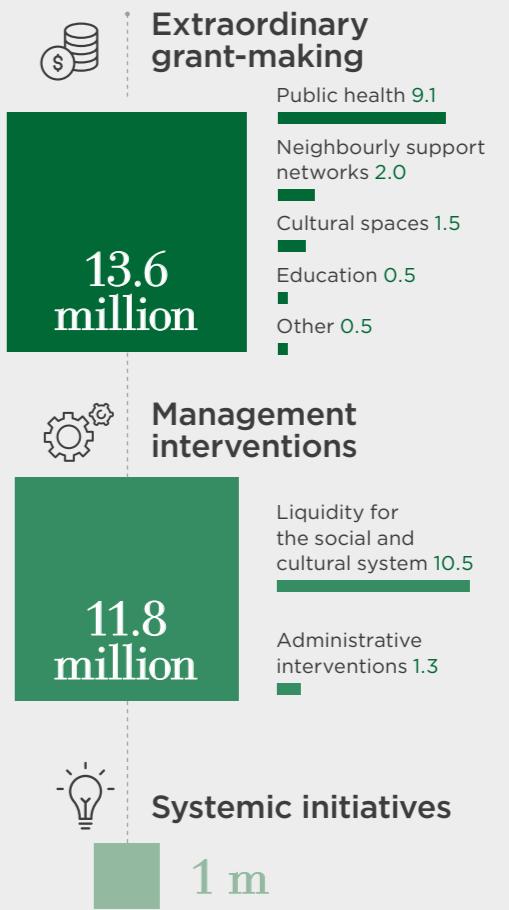 Extraordinary
grant-making
13.6
million
Public health 9.1
Neighbourly support
networks 2.0
Cultural spaces 1.5
Education 0.5
Other 0.5
Management
interventions
11.8
million
Liquidity for
the social and
cultural system 10.5
Administrative
interventions 1.3
Systemic initiatives
1 m